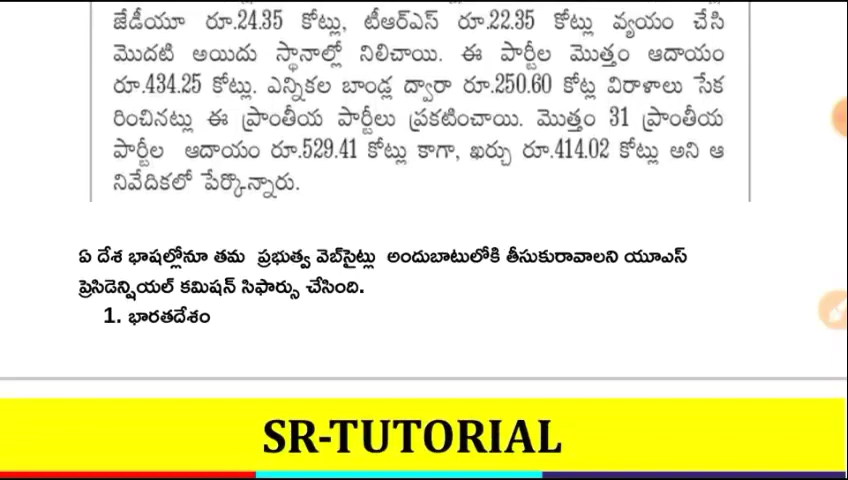 జేడీయూ రూ.24.35 కోట్లు, టీఆర్ఎస్ రూ.22.35 కోట్లు వ్యయం చేసి
మొదటి అయిదు స్థానాల్లో నిలిచాయి. ఈ పార్టీల మొత్తం ఆదాయం
రూ.434.25 కోట్లు. ఎన్నికల బాండ్ల ద్వారా రూ.250.60 కోట్ల విరాళాలు సేక
రించినట్లు ఈ ప్రాంతీయ పార్టీలు ప్రకటించాయి. మొత్తం 31 ప్రాంతీయ
పార్టీల ఆదాయం రూ.529.41 కోట్లు కాగా, ఖర్చు రూ.414.02 కోట్లు అని ఆ
నివేదికలో పేర్కొన్నారు.
ఏ దేశ భాషల్లోనూ తమ ప్రభుత్వ వెబ్‌సైట్లు అందుబాటులోకి తీసుకురావాలని యూఎస్
ప్రెసిడెన్షియల్ కమిషన్ సిఫార్సు చేసింది.
1. భారతదేశం
SR-TUTORIAL